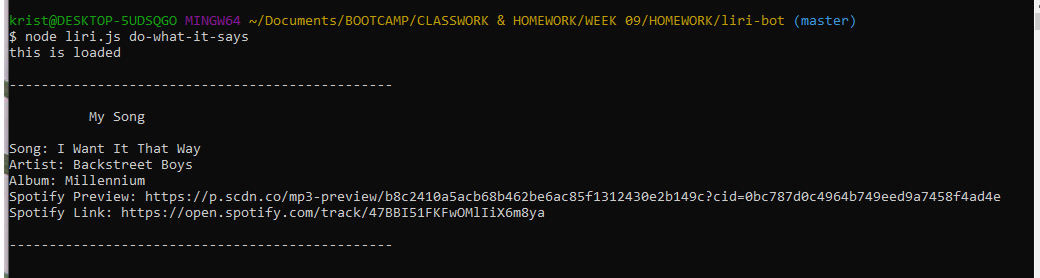 krist@DESKTOP-5UDSQGO MINGW64 ~/Documents/BOOTCAMP/CLASSWORK & HOMEWORK/WEEK 09/HOMEWORK/liri-bot (master)
$ node liri.js do-what-it-says
this is loaded
------------------------------------------------
My Song
Song: I Want It That Way
Artist: Backstreet Boys
Album: Millennium
Spotify Preview: https://p.scdn.co/mp3-preview/b8c2410a5acb68b462be6ac85f1312430e2b149c?cid=0bc787d0c4964b749eed9a7458f4ad4e
Spotify Link: https://open.spotify.com/track/47BBI51FKFwOMlIiX6m8ya
------------------------------------------------